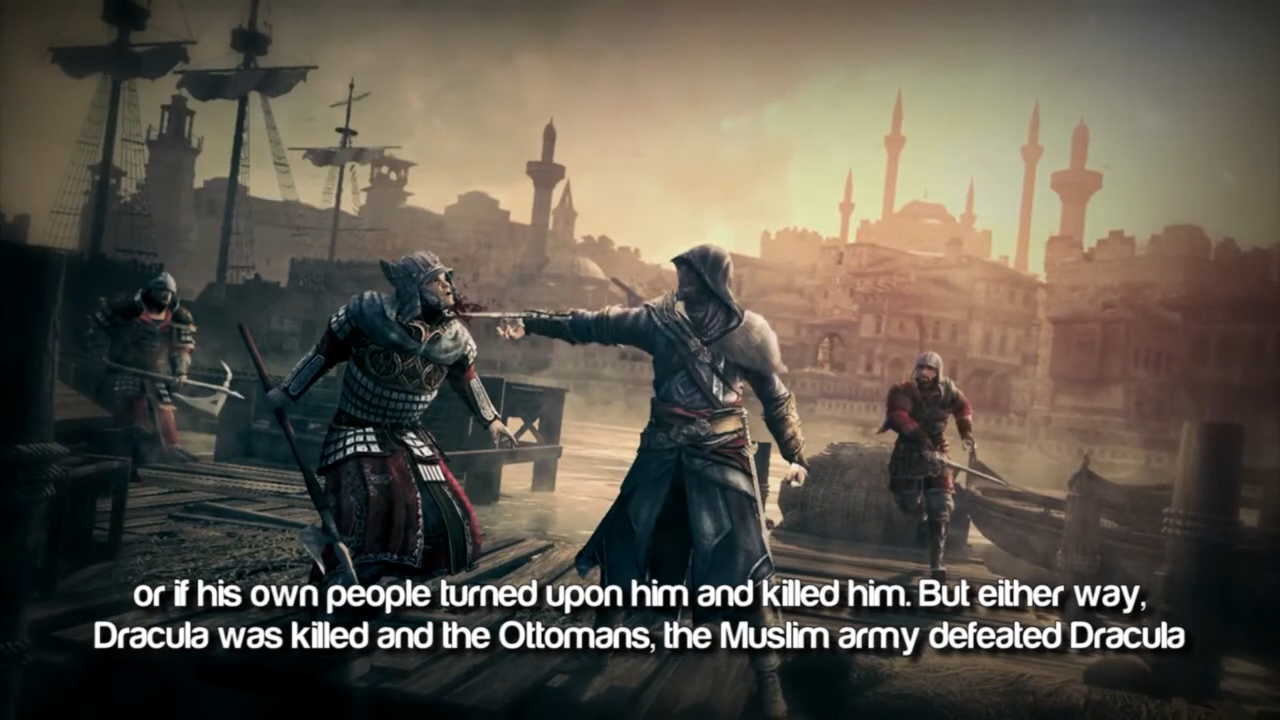 or if his own people turned upon him and killed him. But either way,
Dracula was killed and the Ottomans, the Muslim army defeated Dracula